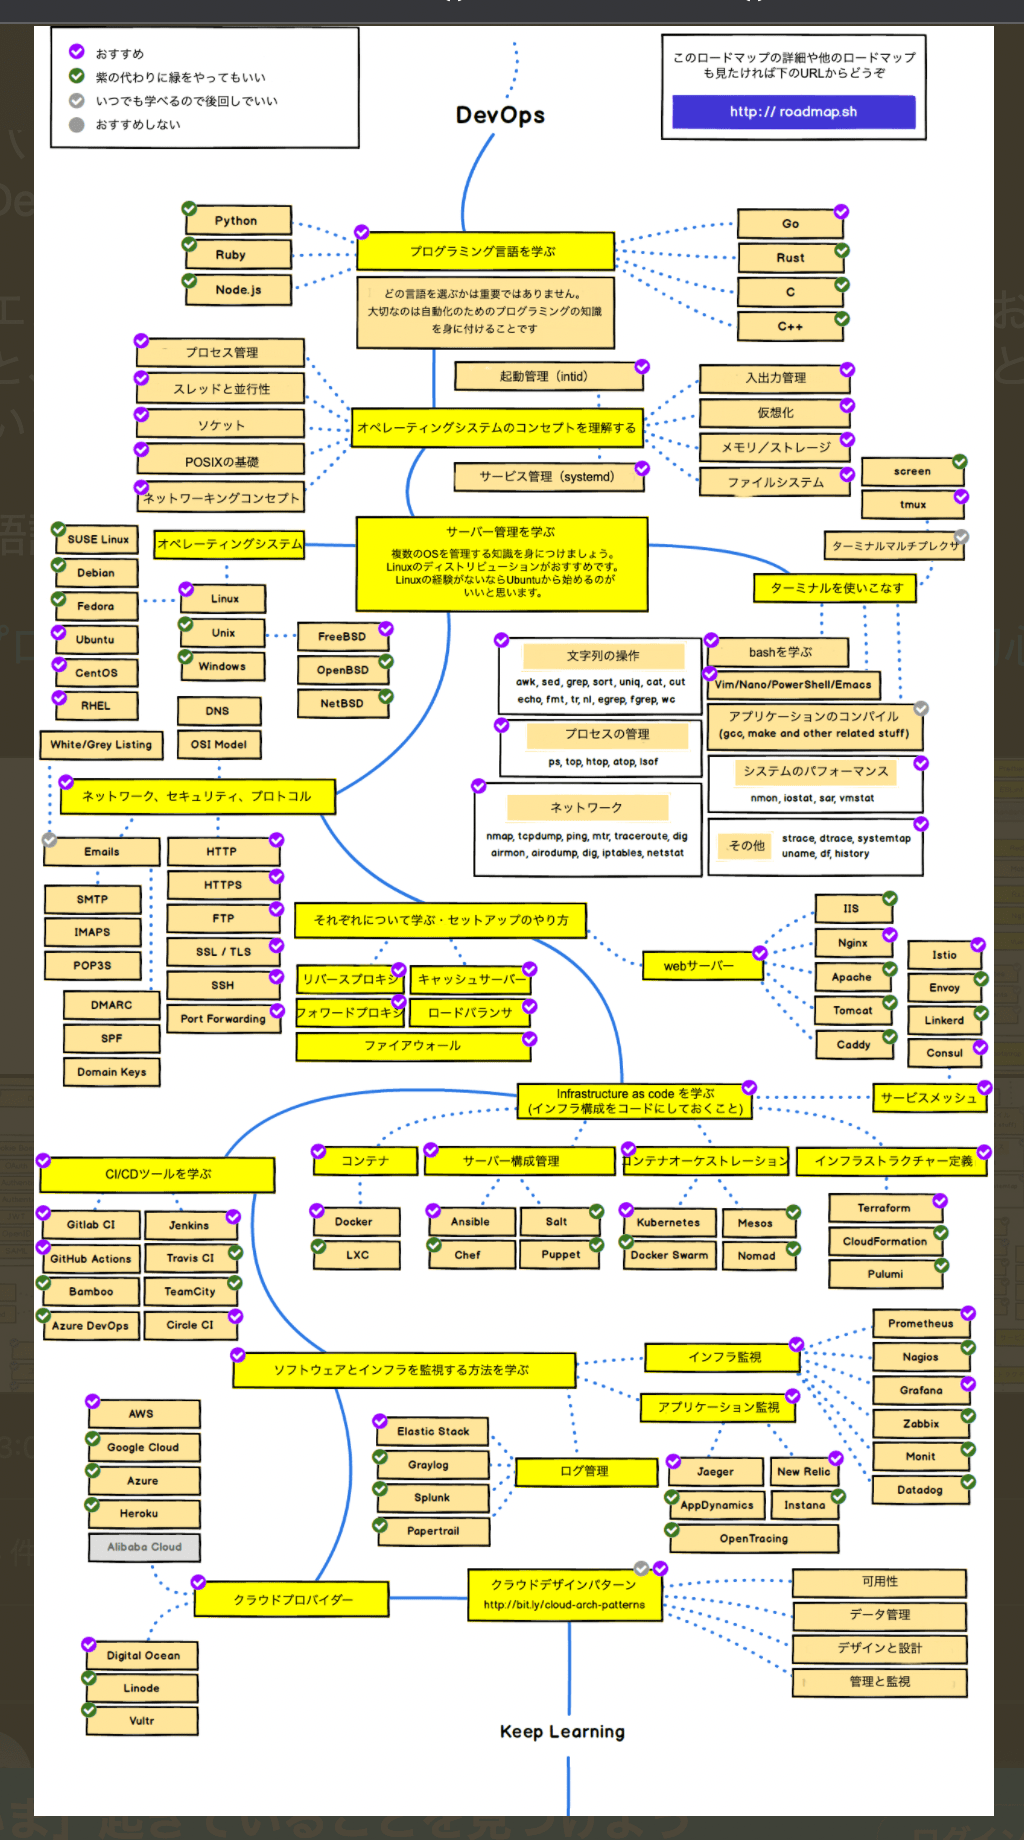 おすすめ
紫の代わりに緑をやってもいい
いつでも学べるので後回しでいい
おすすめしない
DevOps
このロードマップの詳細や他のロードマップ
も見たければ下のURLからどうぞ
http:// roadmap.sh
Python
Ruby
Node.js
プログラミング言語を学ぶ
どの言語を選ぶかは重要ではありません。
大切なのは自動化のためのプログラミングの知識
を身に付けることです
Go
Rust
C
C++
プロセス管理
スレッドと並行性
ソケット
POSIXの基礎
ネットワーキングコンセプト
起動管理（intid）
オペレーティングシステムのコンセプトを理解する
サービス管理（systemd）
入出力管理
仮想化
メモリ／ストレージ
ファイルシステム
screen
tmux
ターミナルマルチプレクサ
ターミナルを使いこなす
サーバー管理を学ぶ
複数のOSを管理する知識を身につけましょう。
Linuxのディストリビューションがおすすめです。
Linuxの経験がないならUbuntuから始めるのが
いいと思います。
オペレーティングシステム
SUSE Linux
Debian
Fedora
Ubuntu
CentOS
RHEL
Linux
Unix
Windows
FreeBSD
OpenBSD
NetBSD
DNS
OSI Model
White/Grey Listing
文字列の操作
awk, sed, grep, sort, uniq, cat, cut
echo, fmt, tr, nl, egrep, fgrep, wc
プロセスの管理
ps, top, htop, atop, lsof
ネットワーク
nmap, tcpdump, ping, mtr, traceroute, dig
airmon, airodump, dig, iptables, netstat
bashを学ぶ
Vim/Nano/PowerShell/Emacs
アプリケーションのコンパイル
(gcc, make and other related stuff)
システムのパフォーマンス
nmon, iostat, sar, vmstat
その他
strace, dtrace, systemtap
uname, df, history
ネットワーク、セキュリティ、プロトコル
Emails
SMTP
IMAPS
POP3S
DMARC
SPF
Domain Keys
HTTP
HTTPS
FTP
SSL / TLS
SSH
Port Forwarding
それぞれについて学ぶ・セットアップのやり方
リバースプロキシ
キャッシュサーバー
フォワードプロキシ
ロードバランサ
ファイアウォール
webサーバー
IIS
Nginx
Apache
Tomcat
Caddy
Istio
Envoy
Linkerd
Consul
サービスメッシュ
Infrastructure as code を学ぶ
(インフラ構成をコードにしておくこと)
CI/CDツールを学ぶ
Gitlab CI
Jenkins
GitHub Actions
Travis CI
Bamboo
TeamCity
Azure DevOps
Circle CI
コンテナ
Docker
LXC
サーバー構成管理
Ansible
Salt
Chef
Puppet
コンテナオーケストレーション
Kubernetes
Mesos
Docker Swarm
Nomad
インフラストラクチャー定義
Terraform
CloudFormation
Pulumi
ソフトウェアとインフラを監視する方法を学ぶ
インフラ監視
Prometheus
Nagios
Grafana
Zabbix
Monit
Datadog
アプリケーション監視
Jaeger
New Relic
AppDynamics
Instana
OpenTracing
ログ管理
Elastic Stack
Graylog
Splunk
Papertrail
AWS
Google Cloud
Azure
Heroku
Alibaba Cloud
クラウドプロバイダー
Digital Ocean
Linode
Vultr
クラウドデザインパターン
http://bit.ly/cloud-arch-patterns
可用性
データ管理
デザインと設計
管理と監視
Keep Learning